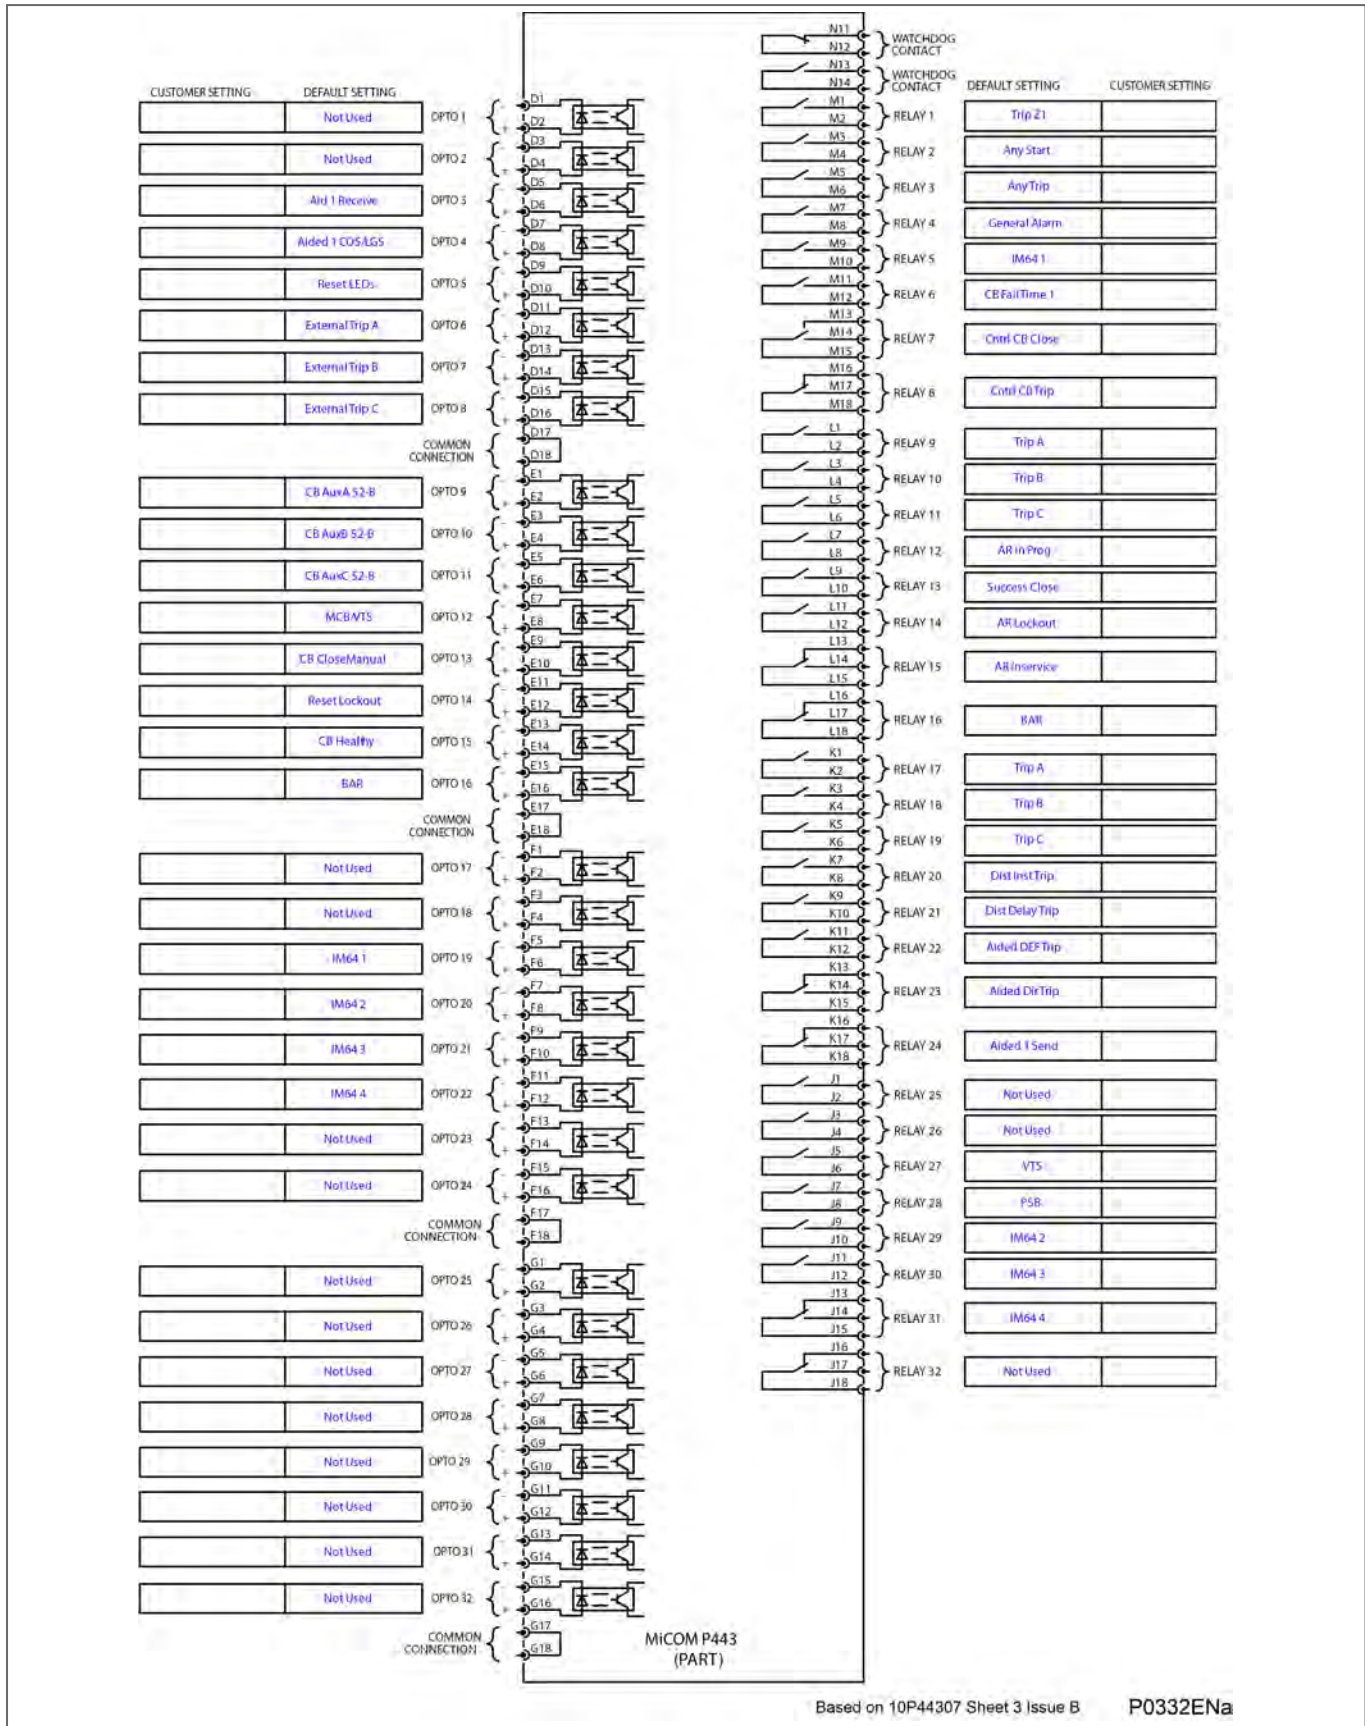 CUSTOMER SETTING DEFAULT SETTING
Not Used OPTO 1 - + D1 D2
Not Used OPTO 2 - + D3 D4
Aid 1 Receive OPTO 3 - + D5 D6
Aided 1 COS/LGS OPTO 4 - + D7 D8
Reset LEDs OPTO 5 - + D9 D10
External Trip A OPTO 6 - + D11 D12
External Trip B OPTO 7 - + D13 D14
External Trip C OPTO 8 - + D15 D16
COMMON CONNECTION D17 D18
CB AuxA 52-B OPTO 9 - + E1 E2
CB AuxB 52-B OPTO 10 - + E3 E4
CB AuxC 52-B OPTO 11 - + E5 E6
MCB/VTS OPTO 12 - + E7 E8
CB CloseManual OPTO 13 - + E9 E10
Reset Lockout OPTO 14 - + E11 E12
CB Healthy OPTO 15 - + E13 E14
BAR OPTO 16 - + E15 E16
COMMON CONNECTION E17 E18
Not Used OPTO 17 - + F1 F2
Not Used OPTO 18 - + F3 F4
IM64 1 OPTO 19 - + F5 F6
IM64 2 OPTO 20 - + F7 F8
IM64 3 OPTO 21 - + F9 F10
IM64 4 OPTO 22 - + F11 F12
Not Used OPTO 23 - + F13 F14
Not Used OPTO 24 - + F15 F16
COMMON CONNECTION F17 F18
Not Used OPTO 25 - + G1 G2
Not Used OPTO 26 - + G3 G4
Not Used OPTO 27 - + G5 G6
Not Used OPTO 28 - + G7 G8
Not Used OPTO 29 - + G9 G10
Not Used OPTO 30 - + G11 G12
Not Used OPTO 31 - + G13 G14
Not Used OPTO 32 - + G15 G16
COMMON CONNECTION G17 G18
N11 N12 WATCHDOG CONTACT
N13 N14 WATCHDOG CONTACT
DEFAULT SETTING CUSTOMER SETTING
M1 M2 RELAY 1 Trip Z1
M3 M4 RELAY 2 Any Start
M5 M6 RELAY 3 Any Trip
M7 M8 RELAY 4 General Alarm
M9 M10 RELAY 5 IM64 1
M11 M12 RELAY 6 CB Fail Time 1
M13 M14 M15 RELAY 7 Cntrl CB Close
M16 M17 M18 RELAY 8 Cntrl CB Trip
L1 L2 RELAY 9 Trip A
L3 L4 RELAY 10 Trip B
L5 L6 RELAY 11 Trip C
L7 L8 RELAY 12 AR in Prog
L9 L10 RELAY 13 Success Close
L11 L12 RELAY 14 AR Lockout
L13 L14 L15 RELAY 15 AR Inservice
L16 L17 L18 RELAY 16 BAR
K1 K2 RELAY 17 Trip A
K3 K4 RELAY 18 Trip B
K5 K6 RELAY 19 Trip C
K7 K8 RELAY 20 Dist Inst Trip
K9 K10 RELAY 21 Dist Delay Trip
K11 K12 RELAY 22 Aided DEF Trip
K13 K14 K15 RELAY 23 Aided Dir Trip
K16 K17 K18 RELAY 24 Aided 1 Send
J1 J2 RELAY 25 Not Used
J3 J4 RELAY 26 Not Used
J5 J6 RELAY 27 VTS
J7 J8 RELAY 28 PSB
J9 J10 RELAY 29 IM64 2
J11 J12 RELAY 30 IM64 3
J13 J14 J15 RELAY 31 IM64 4
J16 J17 J18 RELAY 32 Not Used
MiCOM P443
(PART)
Based on 10P44307 Sheet 3 Issue B P0332ENa